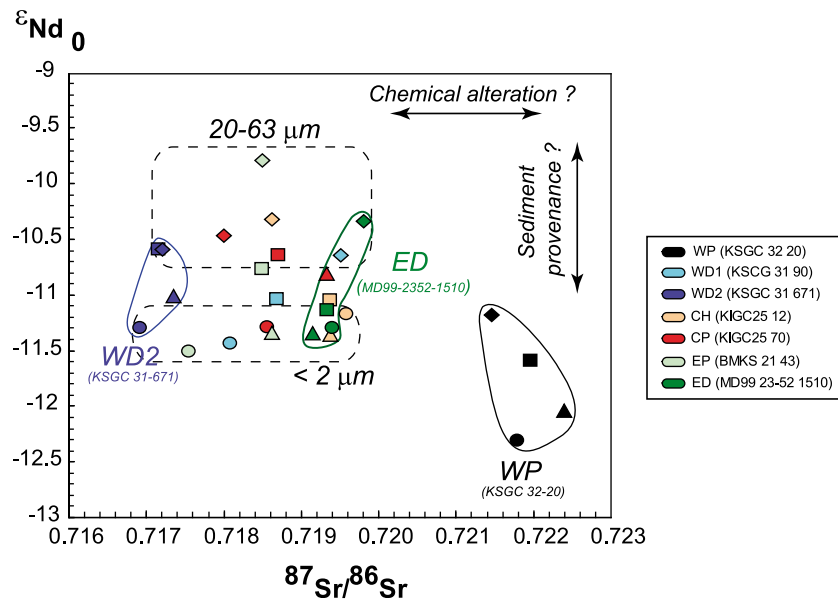 εNd 0
-9
-9.5
-10
-10.5
-11
-11.5
-12
-12.5
-13
Chemical alteration ?
20-63 μm
Sediment
provenance ?
ED
(MD99-2352-1510)
WD2
(KSGC 31-671)
< 2 μm
WP
(KSGC 32-20)
WP (KSGC 32 20)
WD1 (KSCG 31 90)
WD2 (KSGC 31 671)
CH (KIGC25 12)
CP (KIGC25 70)
EP (BMKS 21 43)
ED (MD99 23-52 1510)
0.716 0.717 0.718 0.719 0.720 0.721 0.722 0.723
87Sr/86Sr